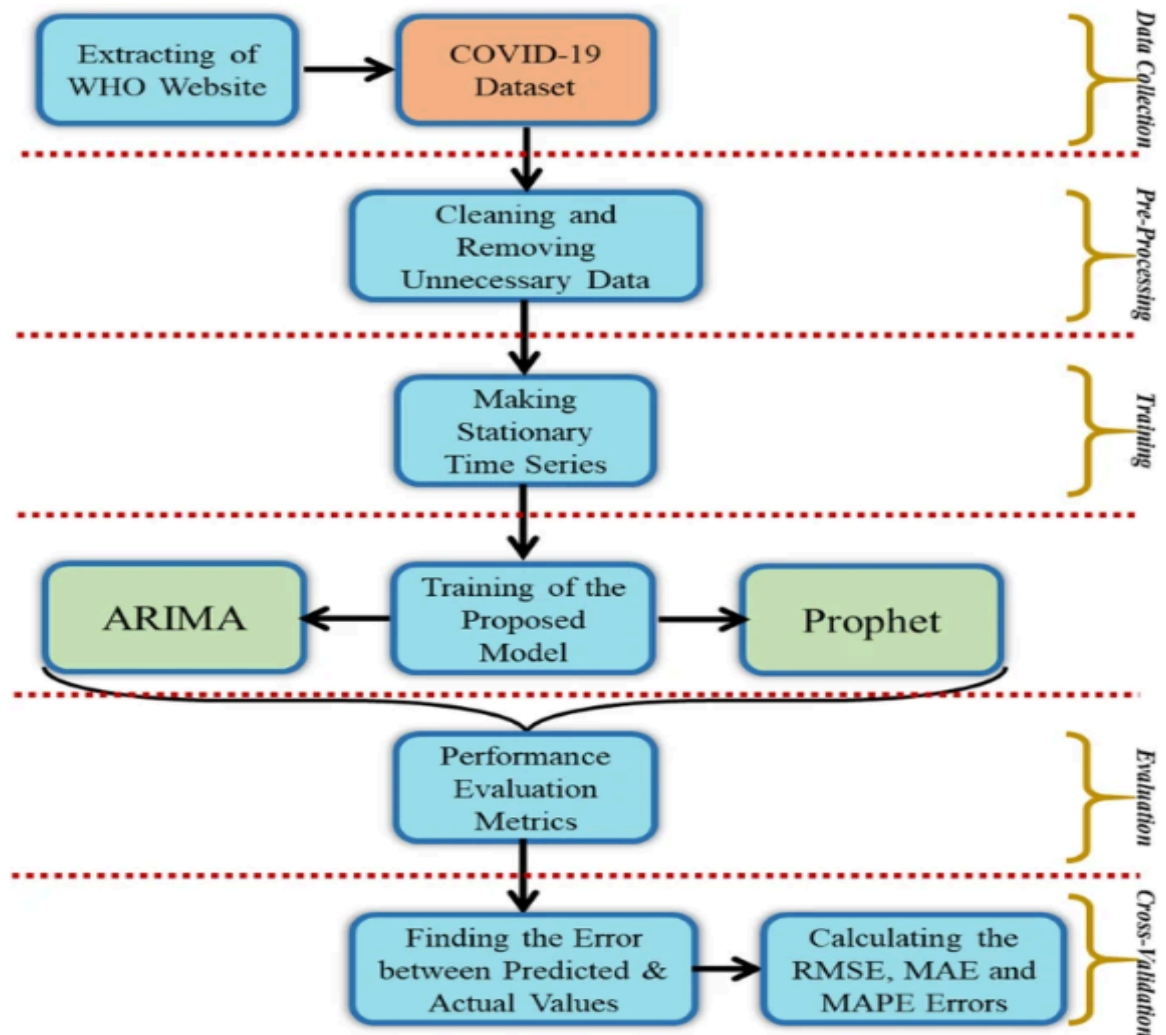 Extracting of
WHO Website
COVID-19
Dataset
Data Collection
Cleaning and
Removing
Unnecessary Data
Pre-Processing
Making
Stationary
Time Series
Training
ARIMA
Training of the
Proposed
Model
Prophet
Performance
Evaluation
Metrics
Evaluation
Finding the Error
between Predicted &
Actual Values
Calculating the
RMSE, MAE and
MAPE Errors
Cross-Validation